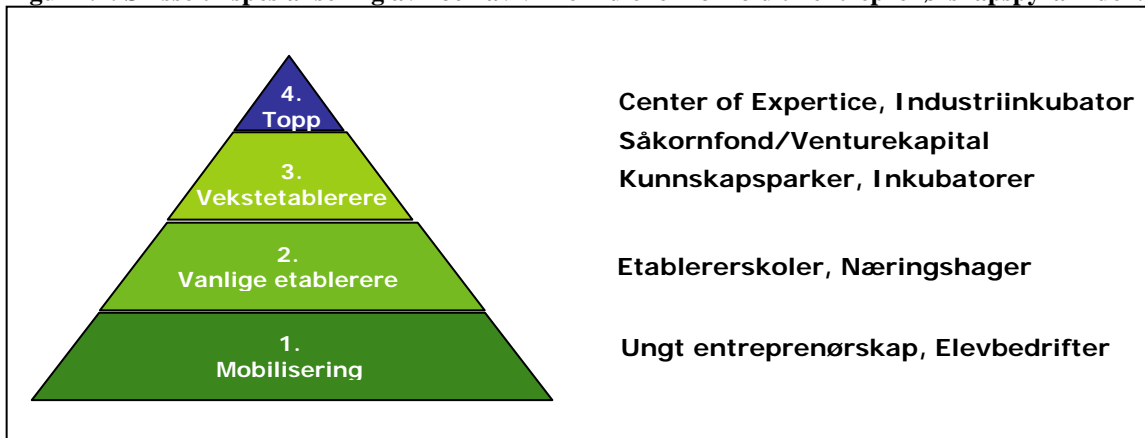 4.
Topp
Center of Expertice, Industriinkubator
Såkornfond/Venturekapital
3.
Vekstetablerere
Kunnskapsparker, Inkubatorer
2.
Vanlige etablerere
Etablererskoler, Næringshager
1.
Mobilisering
Ungt entreprenørskap, Elevbedrifter